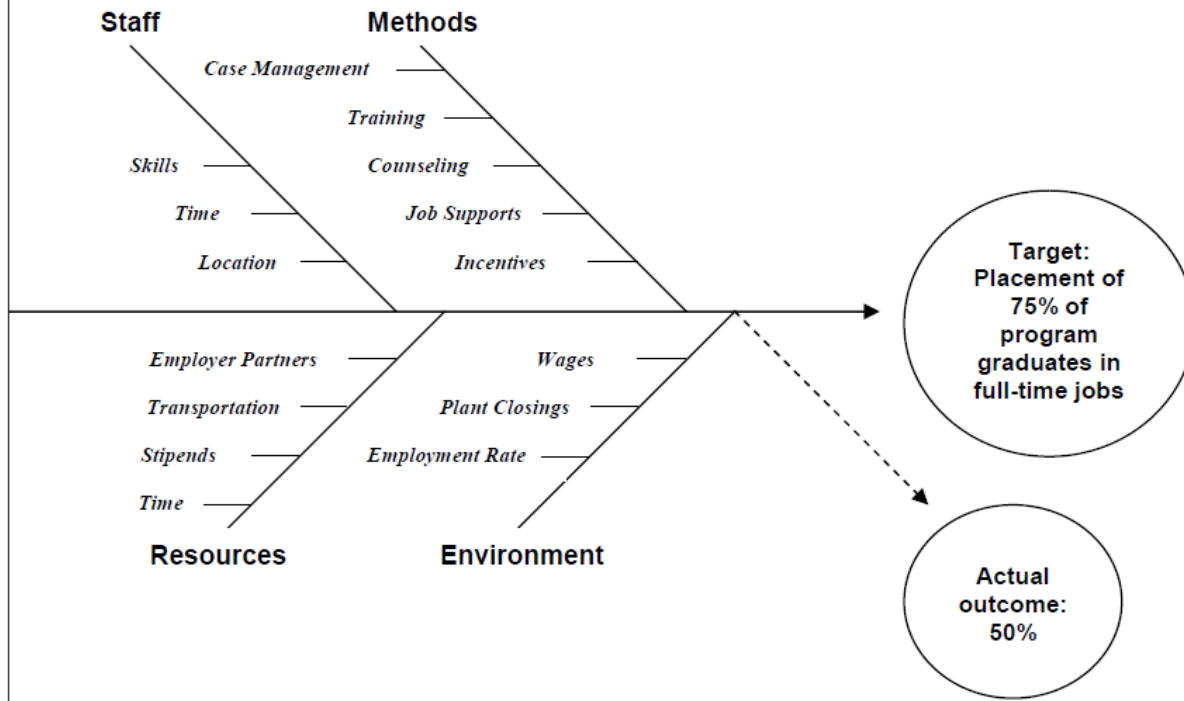 Staff
Methods
Case Management
Training
Skills
Counseling
Time
Job Supports
Location
Incentives
Target:
Placement of
75% of
program
graduates in
full-time jobs
Employer Partners
Wages
Transportation
Plant Closings
Stipends
Employment Rate
Time
Resources
Environment
Actual
outcome:
50%